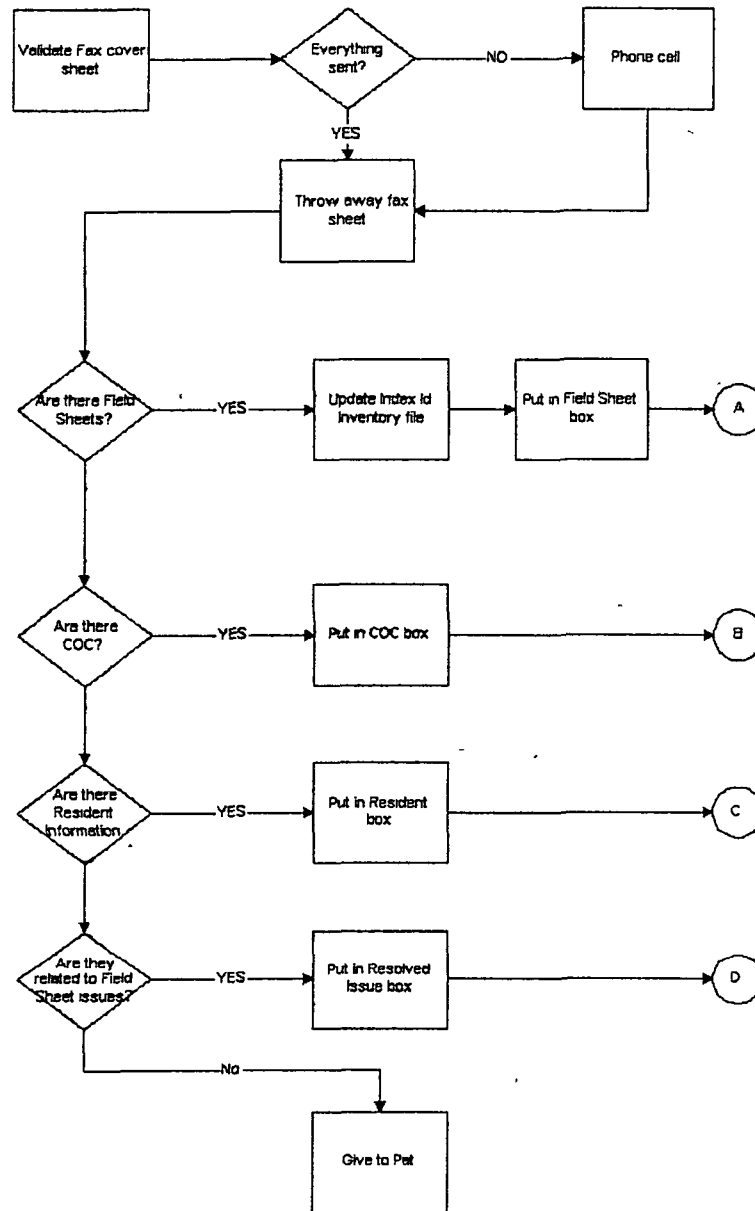 Validate Fax cover
sheet
Everything
sent?
NO
Phone call
YES
Throw away fax
sheet
Are there Field
Sheets?
YES
Update Index Id
Inventory file
Put in Field Sheet
box
A
Are there
COC?
YES
Put in COC box
B
Are there
Resident
Information
YES
Put in Resident
box
C
Are they
related to Field
Sheet issues?
YES
Put in Resolved
Issue box
D
No
Give to Pat